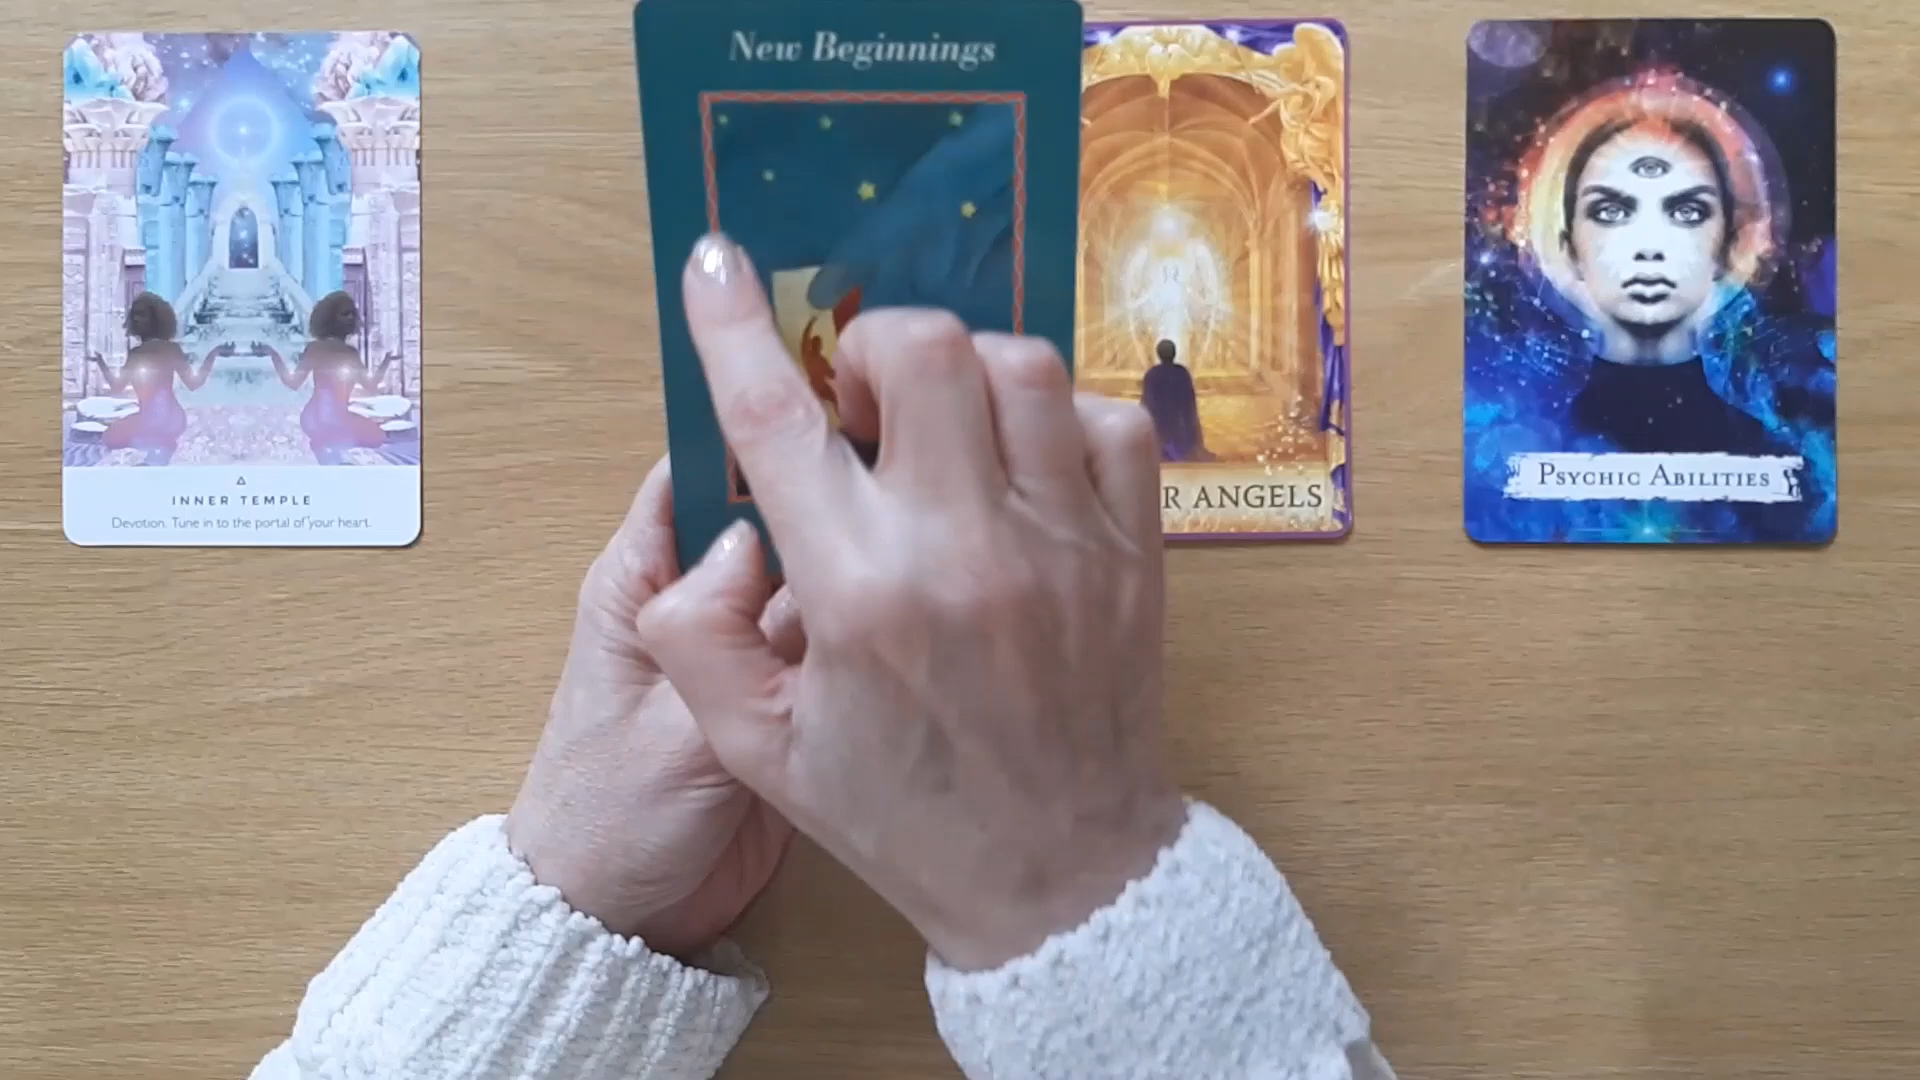 New Beginnings
INNER TEMPLE
Devotion. Tune in to the portal of your heart.
R ANGELS
PSYCHIC ABILITIES